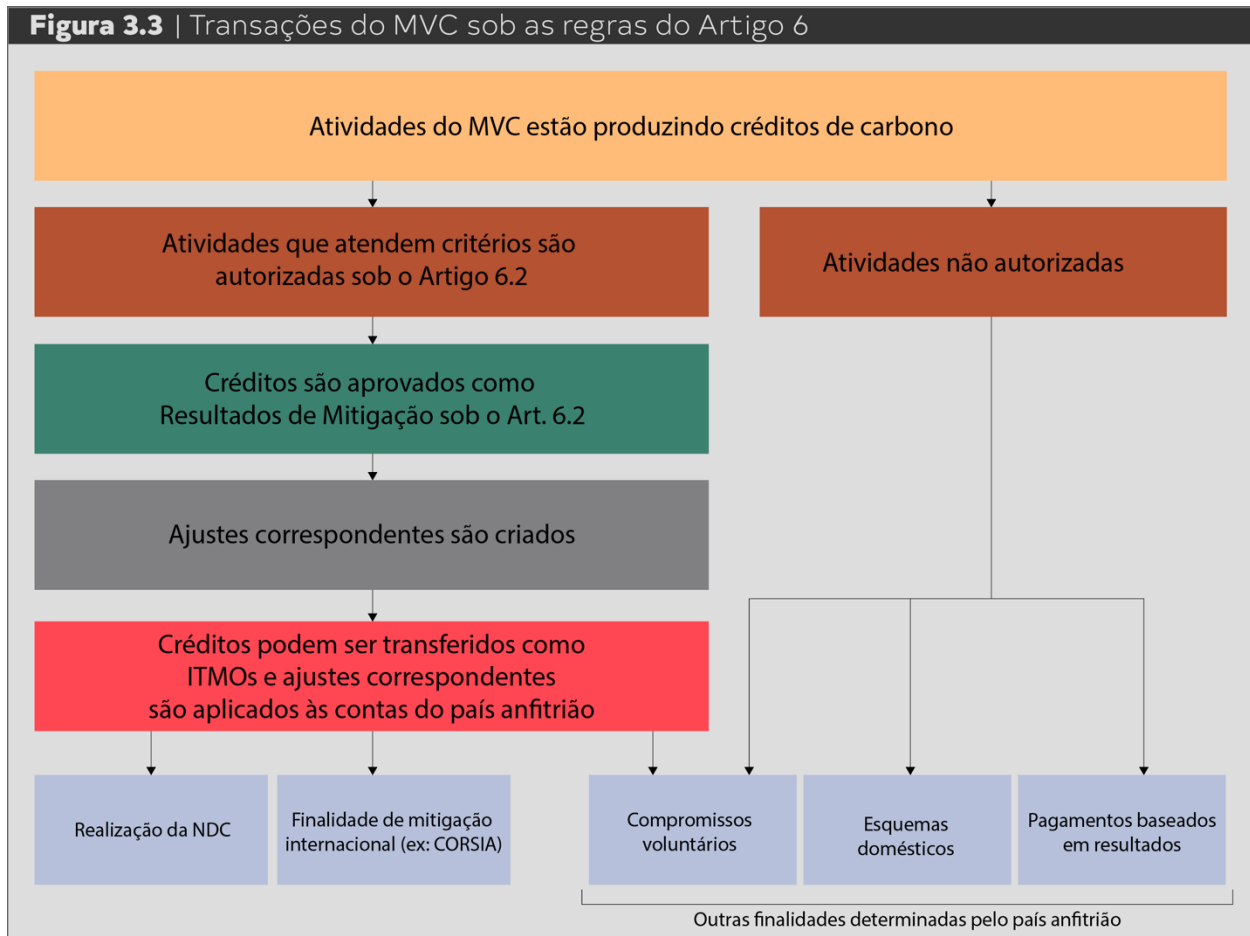 Figura 3.3 | Transações do MVC sob as regras do Artigo 6
Atividades do MVC estão produzindo créditos de carbono
Atividades que atendem critérios são
autorizadas sob o Artigo 6.2
Atividades não autorizadas
Créditos são aprovados como
Resultados de Mitigação sob o Art. 6.2
Ajustes correspondentes são criados
Créditos podem ser transferidos como
ITMOs e ajustes correspondentes
são aplicados às contas do país anfitrião
Realização da NDC
Finalidade de mitigação
internacional (ex: CORSIA)
Compromissos
voluntários
Esquemas
domésticos
Pagamentos baseados
em resultados
Outras finalidades determinadas pelo país anfitrião